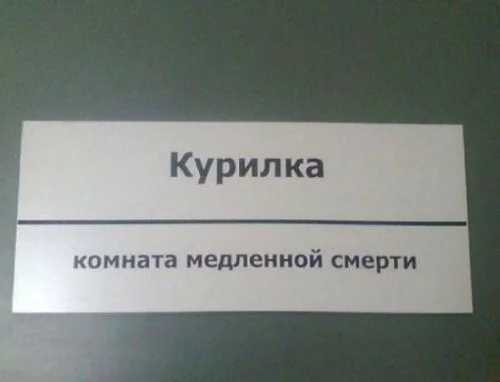 Курилка
комната медленной смерти